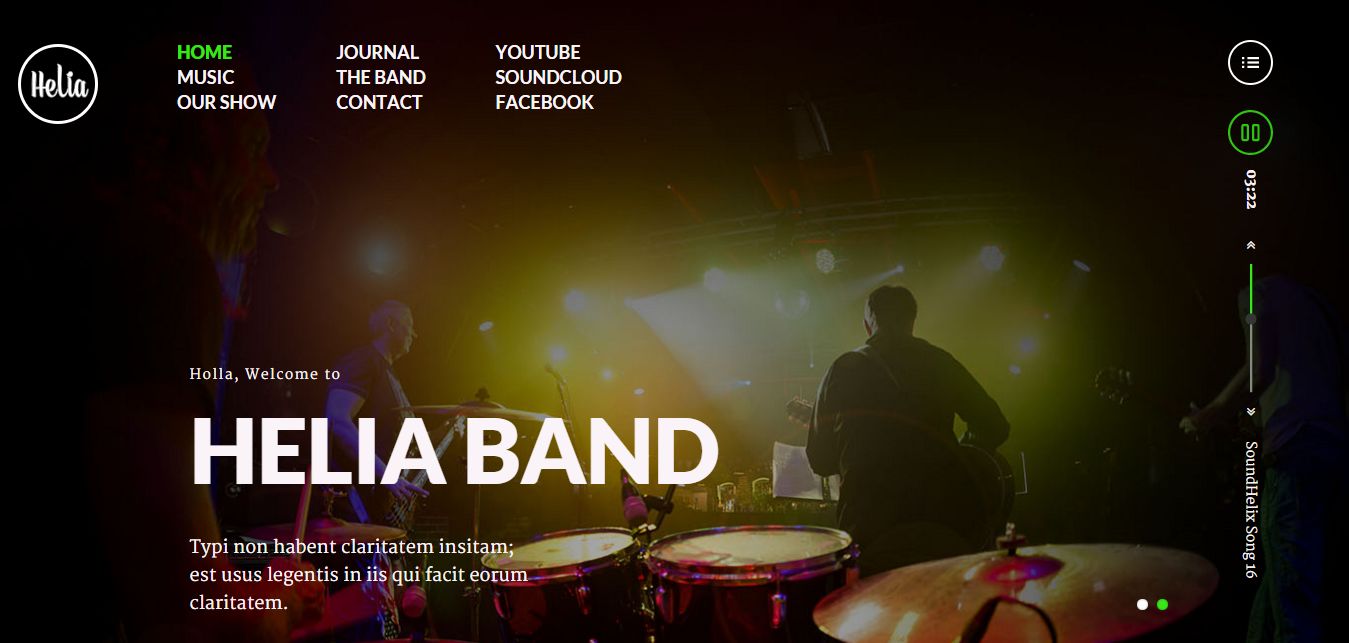 Helia
HOME
MUSIC
OUR SHOW
JOURNAL
THE BAND
CONTACT
YOUTUBE
SOUNDCLOUD
FACEBOOK
03:22
SoundHelix Song 16
Holla, Welcome to
HELIA BAND
Typi non habent claritatem insitam;
est usus legentis in iis qui facit eorum
claritatem.